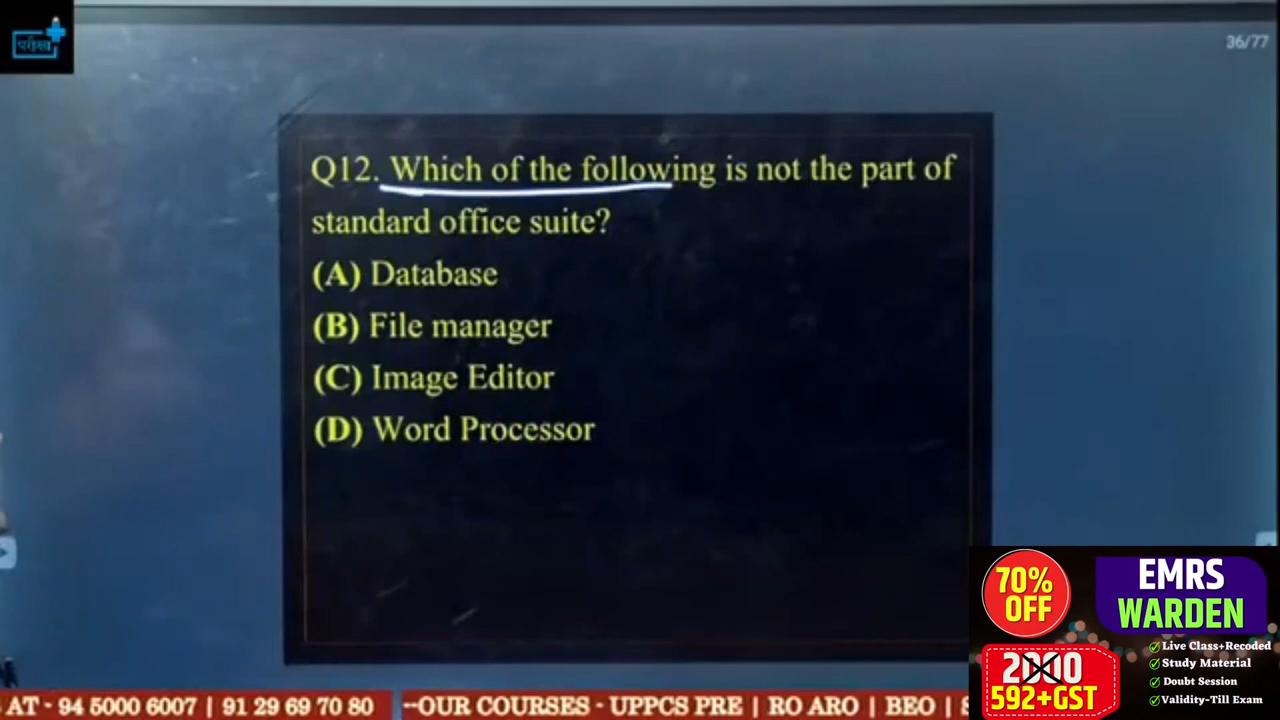 परीक्षा
36/77
Q12. Which of the following is not the part of
standard office suite?
(A) Database
(B) File manager
(C) Image Editor
(D) Word Processor
70%
OFF
EMRS
WARDEN
2000
592+GST
Live Class+Recoded
Study Material
Doubt Session
Validity-Till Exam
AT - 94 5000 6007 | 91 29 69 70 80
--OUR COURSES - UPPCS PRE | RO ARO | BEO |